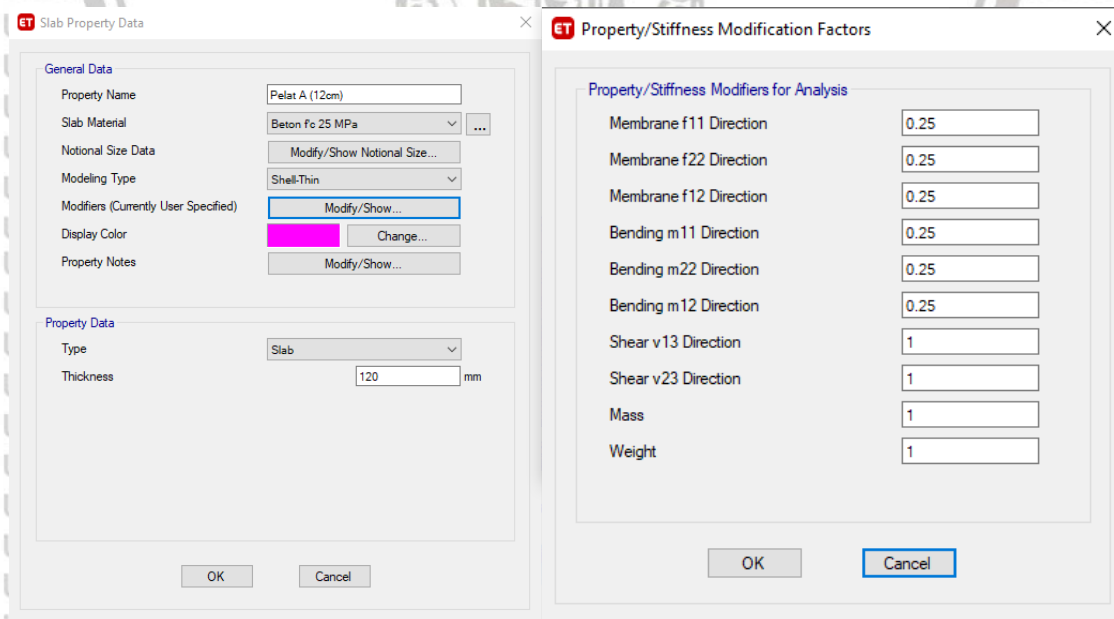 ET Slab Property Data
General Data
Property Name Pelat A (12cm)
Slab Material Beton f'c 25 MPa ...
Notional Size Data Modify/Show Notional Size...
Modeling Type Shell-Thin
Modifiers (Currently User Specified) Modify/Show...
Display Color Change...
Property Notes Modify/Show...
Property Data
Type Slab
Thickness 120 mm
OK Cancel
ET Property/Stiffness Modification Factors
Property/Stiffness Modifiers for Analysis
Membrane f11 Direction 0.25
Membrane f22 Direction 0.25
Membrane f12 Direction 0.25
Bending m11 Direction 0.25
Bending m22 Direction 0.25
Bending m12 Direction 0.25
Shear v13 Direction 1
Shear v23 Direction 1
Mass 1
Weight 1
OK Cancel